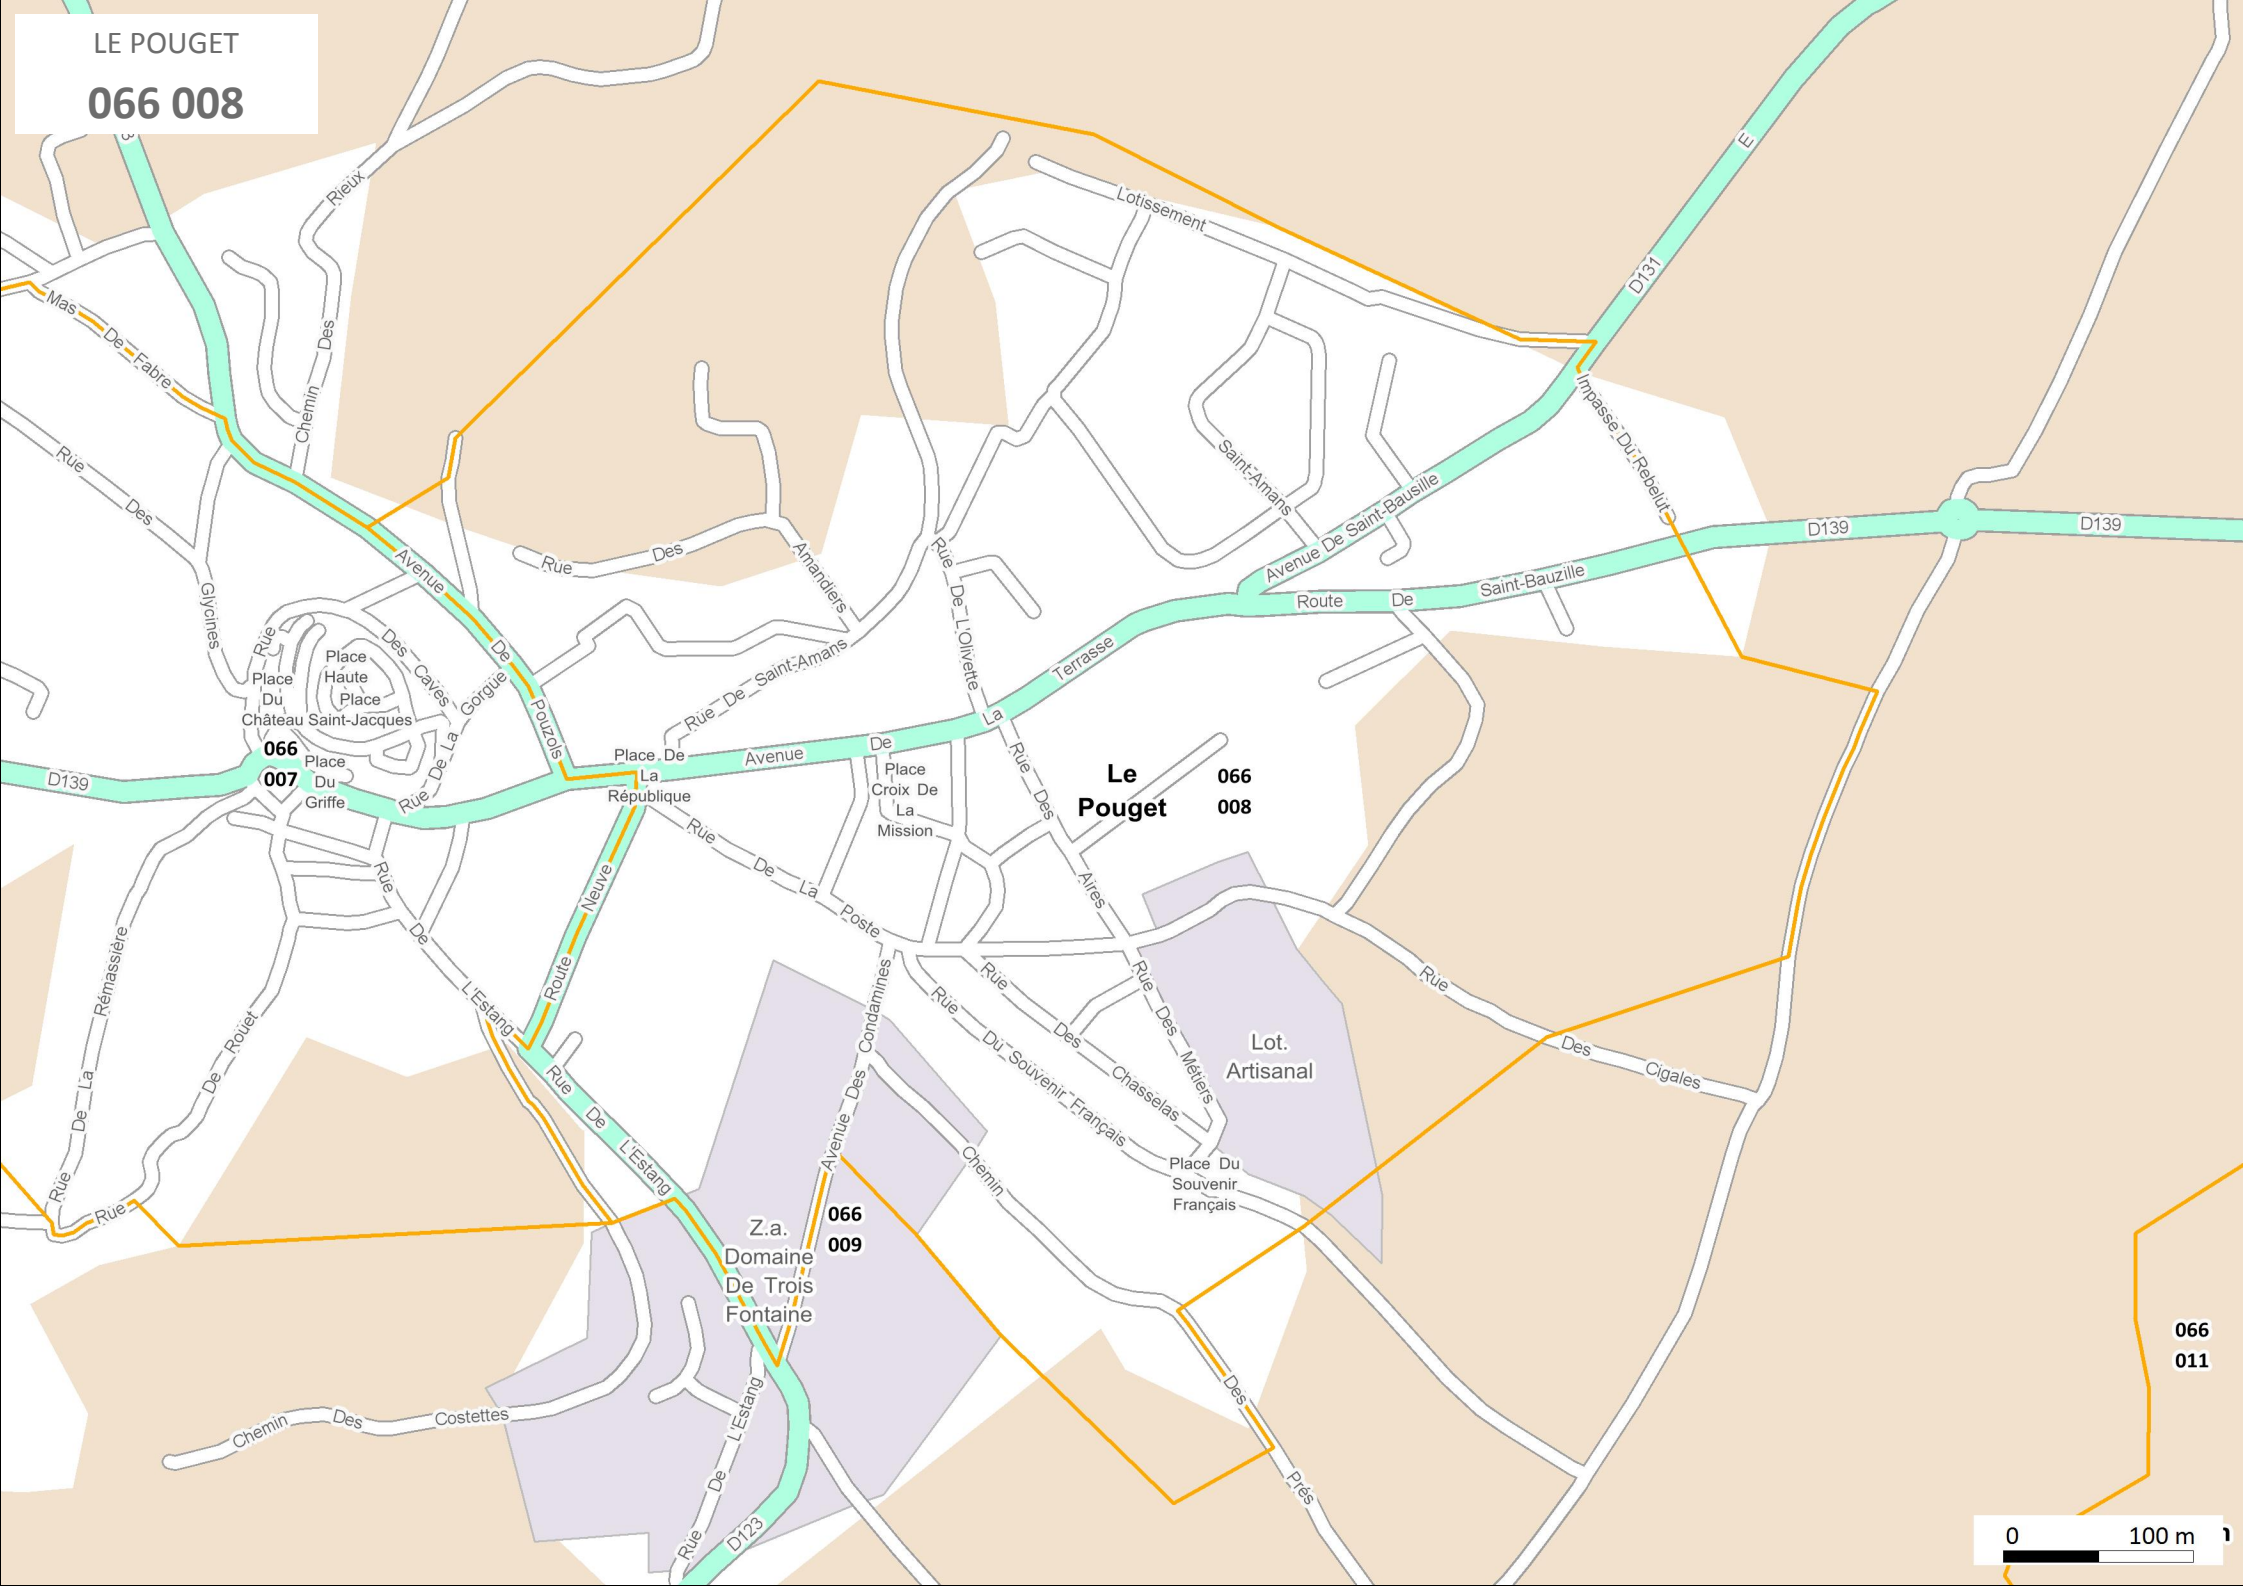 LE POUGET
066 008
3
Rieux
Des
Chemin
Mas De Fabre
Rue Des
Glycines
Lotissement
E
D131
Impasse Du Rebelut
Saint-Amans
Avenue De Saint-Bausille
D139
D139
Route De Saint-Bauzille
Rue Des Amandiers
Rue De L'Olivette
Avenue De Pouzols
Rue Des Caves
Rue De La Gorgue
Place
Haute
Place
Saint-Jacques
Place
Du
Château
066
007
Place
Du
Griffe
D139
Rue De Saint-Amans
Place De
La
République
Avenue De La Terrasse
Place
Croix De
La
Mission
Rue Des Aires
Le
Pouget
066
008
Rue De La Poste
Route Neuve
Rue De L'Estang
Rue De La Rémassière
Rue De Rouet
Rue De L'Estang
Avenue Des Condamines
Rue Du Souvenir Français
Rue Des Chasselas
Rue Des Métiers
Rue Des Cigales
Lot.
Artisanal
Place Du
Souvenir
Français
Chemin Des Prés
066
009
Z.a.
Domaine
De Trois
Fontaine
Chemin Des Costettes
Rue De L'Estang
D123
066
011
0 100 m